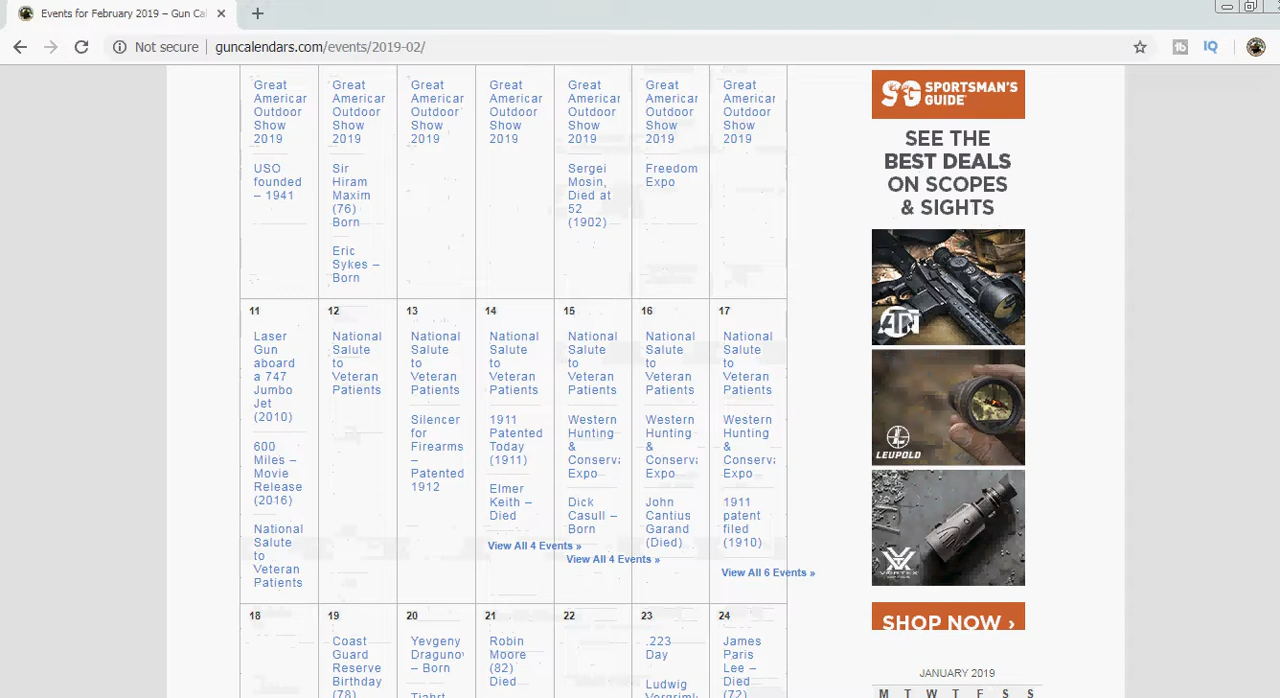 Events for February 2019 – Gun Ca
Not secure
guncalendars.com/events/2019-02/
IQ
Great
American
Outdoor
Show
2019
USO
founded
– 1941
Great
American
Outdoor
Show
2019
Sir
Hiram
Maxim
(76)
Born
Eric
Sykes –
Born
Great
American
Outdoor
Show
2019
Great
American
Outdoor
Show
2019
Great
American
Outdoor
Show
2019
Sergei
Mosin,
Died at
52
(1902)
Great
American
Outdoor
Show
2019
Freedom
Expo
Great
American
Outdoor
Show
2019
11
Laser
Gun
aboard
a 747
Jumbo
Jet
(2010)
600
Miles –
Movie
Release
(2016)
National
Salute
to
Veteran
Patients
12
National
Salute
to
Veteran
Patients
13
National
Salute
to
Veteran
Patients
Silencer
for
Firearms
–
Patented
1912
14
National
Salute
to
Veteran
Patients
1911
Patented
Today
(1911)
Elmer
Keith –
Died
View All 4 Events »
15
National
Salute
to
Veteran
Patients
Western
Hunting
&
Conserva
Expo
Dick
Casull –
Born
View All 4 Events »
16
National
Salute
to
Veteran
Patients
Western
Hunting
&
Conserva
Expo
John
Cantius
Garand
(Died)
17
National
Salute
to
Veteran
Patients
Western
Hunting
&
Conserva
Expo
1911
patent
filed
(1910)
View All 6 Events »
18
19
Coast
Guard
Reserve
Birthday
(78)
20
Yevgeny
Dragunov
– Born
21
Robin
Moore
(82)
Died
22
23
.223
Day
Ludwig
24
James
Paris
Lee –
Died
(72)
SG SPORTSMAN'S
GUIDE
SEE THE
BEST DEALS
ON SCOPES
& SIGHTS
ATN
LEUPOLD
VORTEX
SHOP NOW ›
JANUARY 2019
M T W T F S S